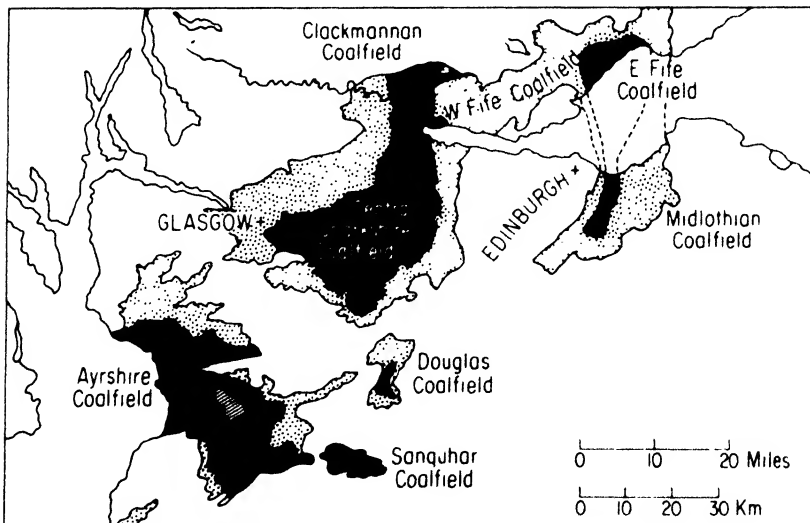 Clackmannan
Coalfield
W Fife Coalfield
E Fife
Coalfield
GLASGOW
EDINBURGH
Midlothian
Coalfield
Coalfield
Ayrshire
Coalfield
Douglas
Coalfield
Sanquhar
Coalfield
0 10 20 Miles
0 10 20 30 Km